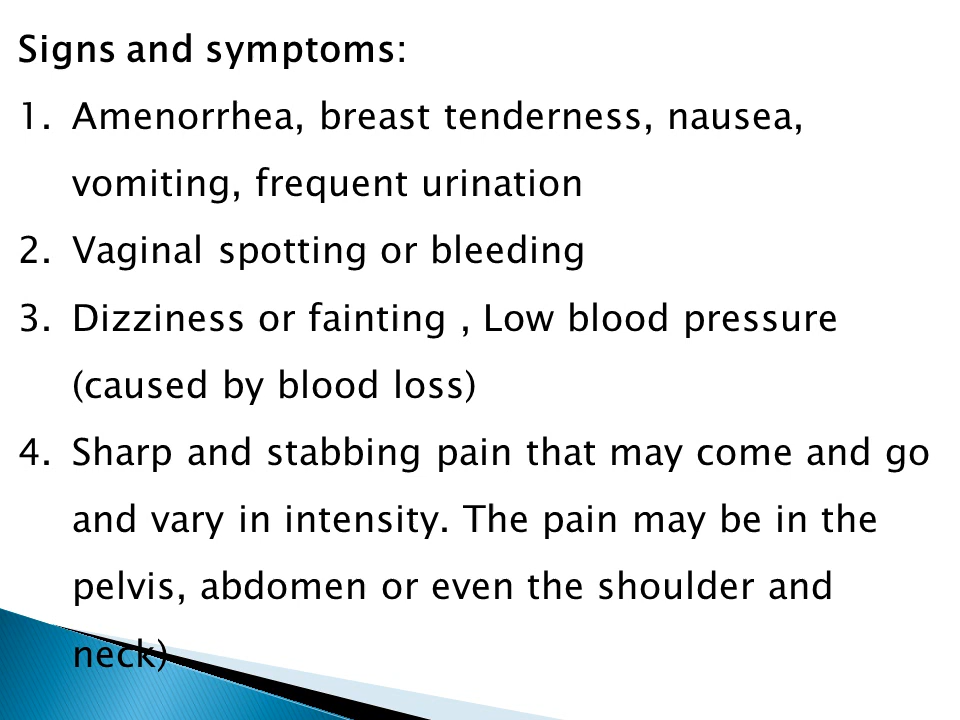 Signs and symptoms:
1. Amenorrhea, breast tenderness, nausea,
vomiting, frequent urination
2. Vaginal spotting or bleeding
3. Dizziness or fainting , Low blood pressure
(caused by blood loss)
4. Sharp and stabbing pain that may come and go
and vary in intensity. The pain may be in the
pelvis, abdomen or even the shoulder and
neck)